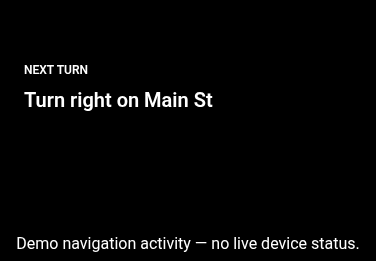 NEXT TURN
Turn right on Main St
Demo navigation activity — no live device status.